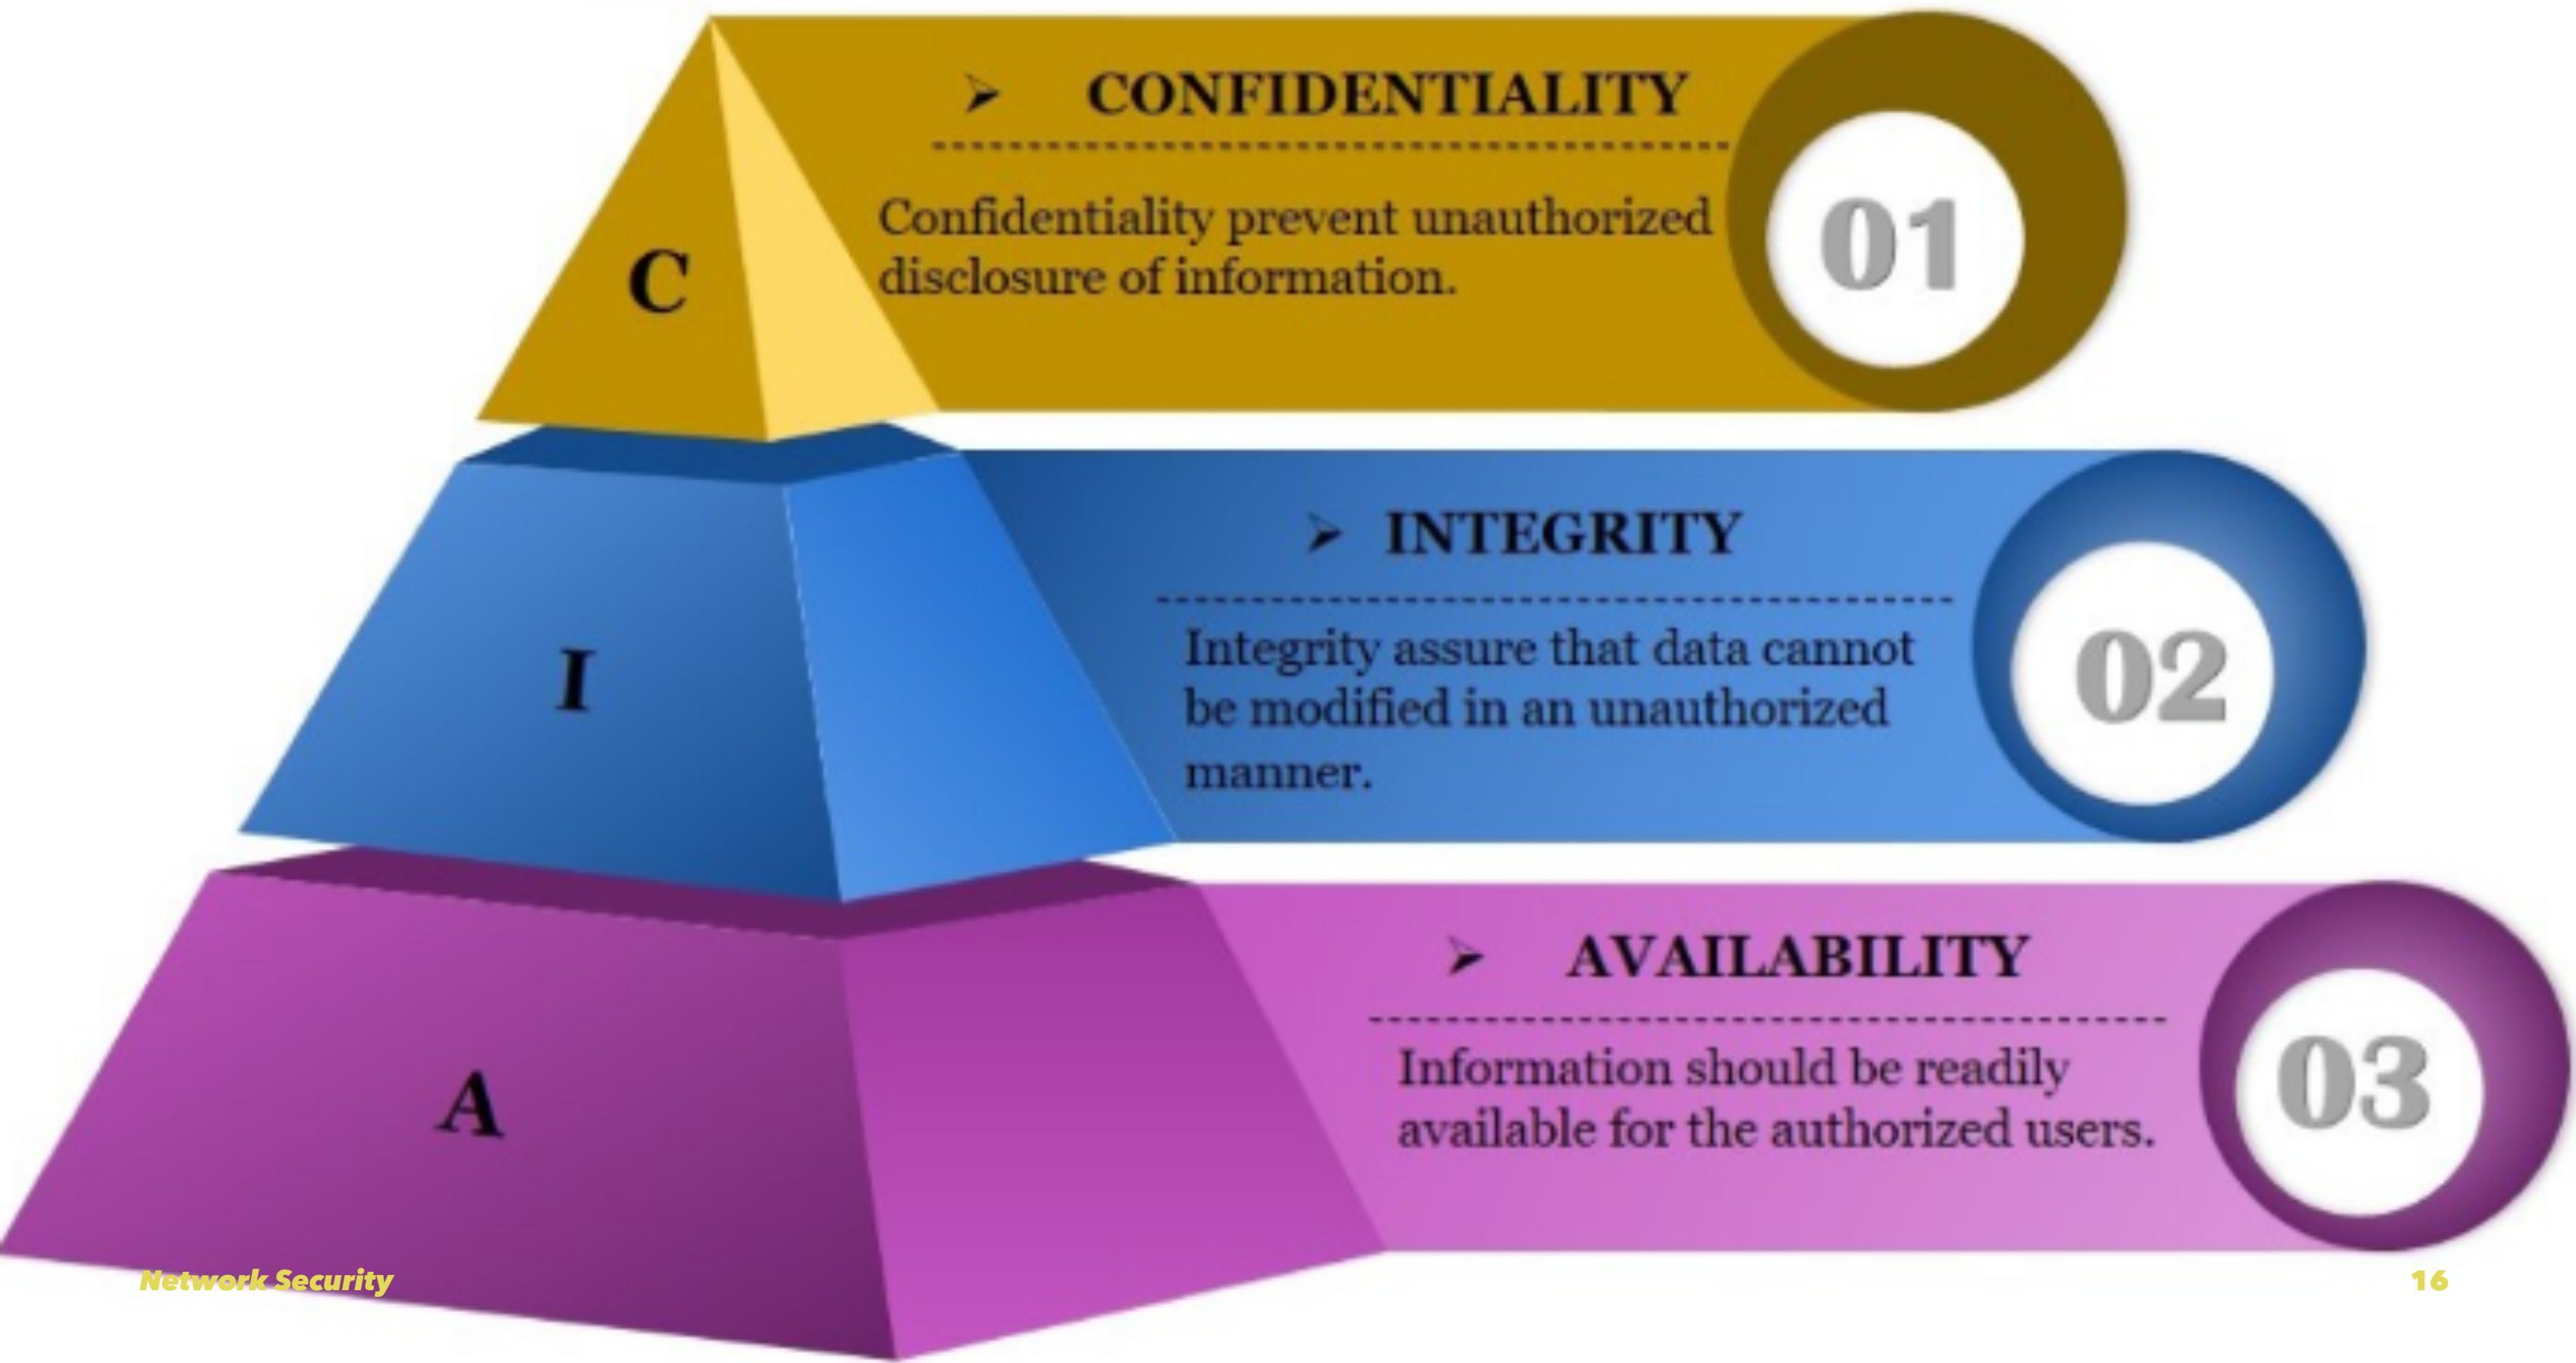 ➢ CONFIDENTIALITY
Confidentiality prevent unauthorized
disclosure of information.
01
C
➢ INTEGRITY
Integrity assure that data cannot
be modified in an unauthorized
manner.
02
I
➢ AVAILABILITY
Information should be readily
available for the authorized users.
03
A
Network Security
16